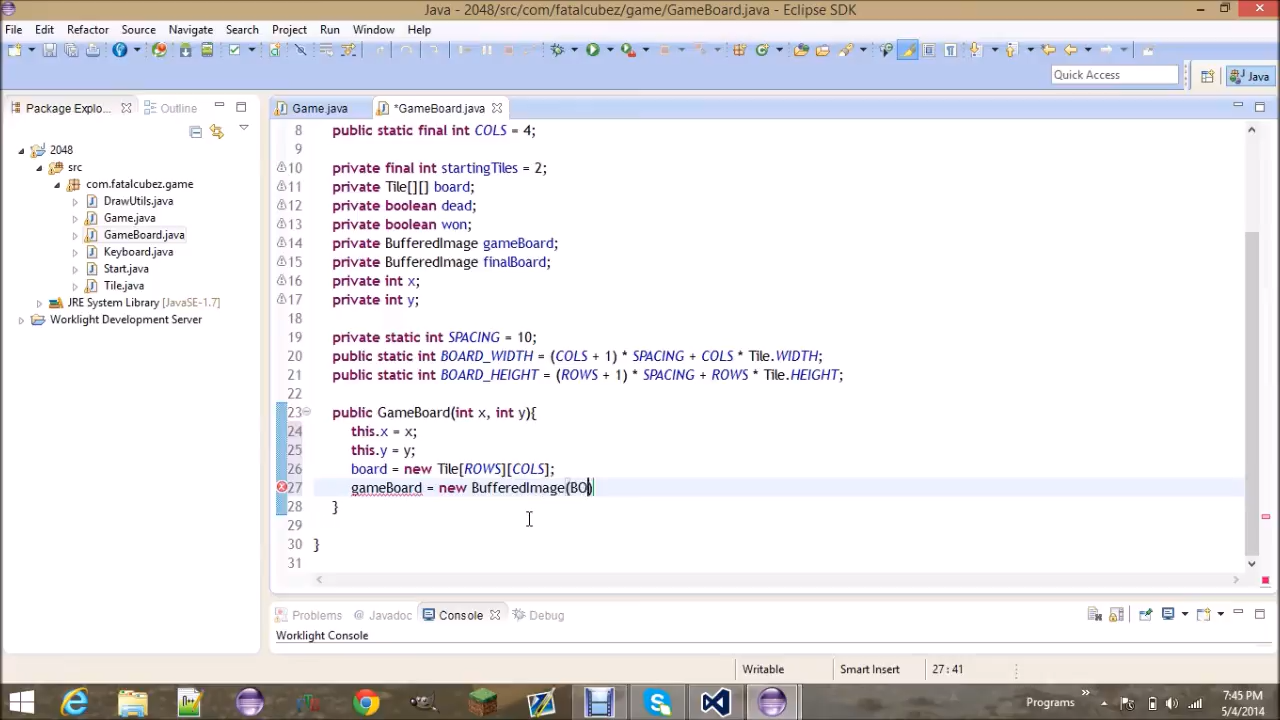 Java - 2048/src/com/fatalcubez/game/GameBoard.java - Eclipse SDK
File Edit Refactor Source Navigate Search Project Run Window Help
Quick Access Java
Package Explo... Outline Game.java *GameBoard.java
2048
src
com.fatalcubez.game
DrawUtils.java
Game.java
GameBoard.java
Keyboard.java
Start.java
Tile.java
JRE System Library [JavaSE-1.7]
Worklight Development Server
8 public static final int COLS = 4;
9
10 private final int startingTiles = 2;
11 private Tile[][] board;
12 private boolean dead;
13 private boolean won;
14 private BufferedImage gameBoard;
15 private BufferedImage finalBoard;
16 private int x;
17 private int y;
18
19 private static int SPACING = 10;
20 public static int BOARD_WIDTH = (COLS + 1) * SPACING + COLS * Tile.WIDTH;
21 public static int BOARD_HEIGHT = (ROWS + 1) * SPACING + ROWS * Tile.HEIGHT;
22
23 public GameBoard(int x, int y){
24 this.x = x;
25 this.y = y;
26 board = new Tile[ROWS][COLS];
27 gameBoard = new BufferedImage(BO)
28 }
29
30 }
31
Problems Javadoc Console Debug
Worklight Console
Writable Smart Insert 27 : 41
Programs 7:45 PM
5/4/2014